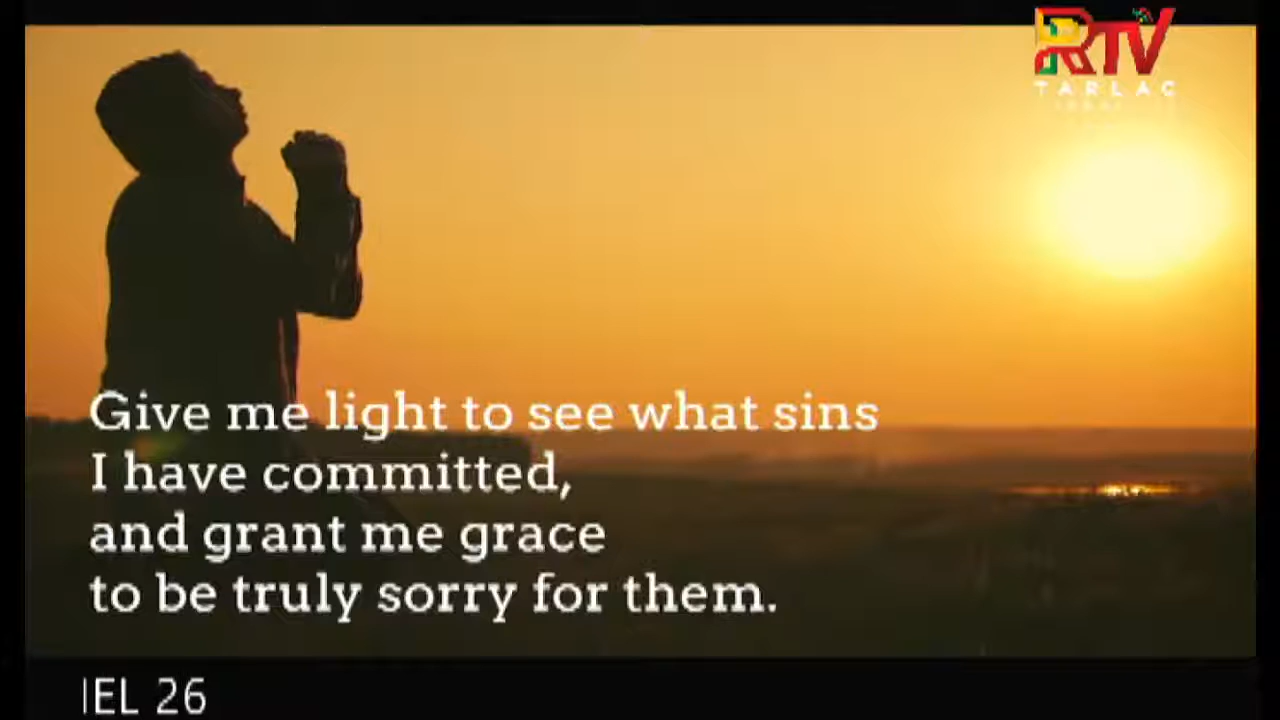 RTV
TARLAC
Give me light to see what sins
I have committed,
and grant me grace
to be truly sorry for them.
IEL 26